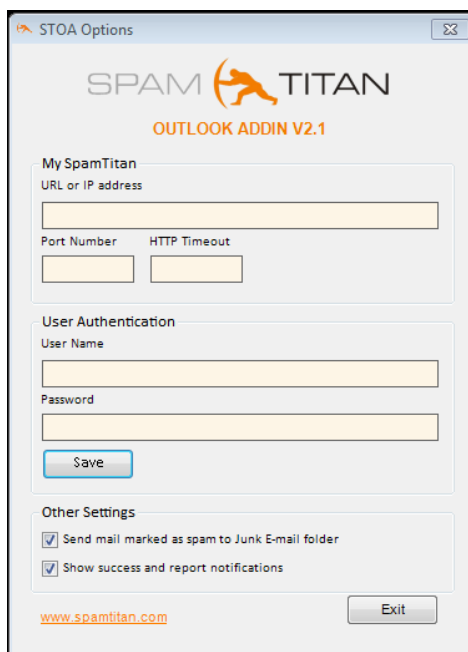 STOA Options
SPAM TITAN
OUTLOOK ADDIN V2.1
My SpamTitan
URL or IP address
Port Number HTTP Timeout
User Authentication
User Name
Password
Save
Other Settings
Send mail marked as spam to Junk E-mail folder
Show success and report notifications
www.spamtitan.com Exit